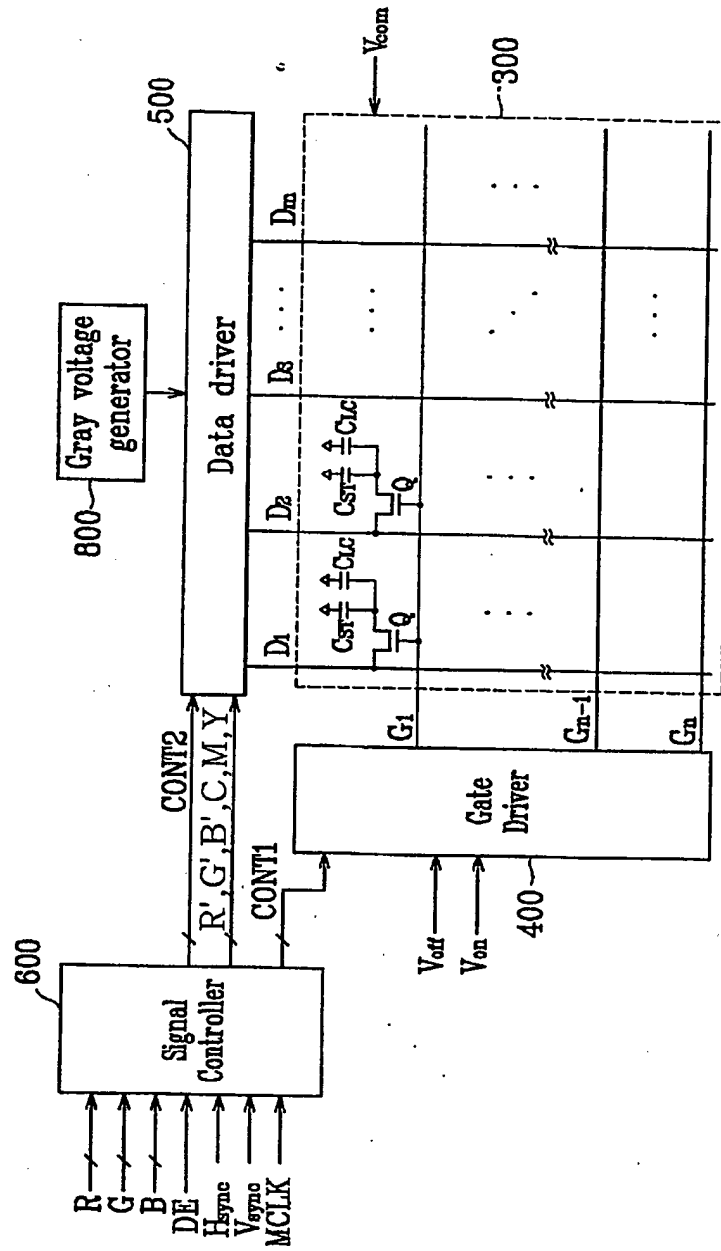 800
Gray voltage
generator
500
Data driver
600
Signal
Controller
R
G
B
DE
Hsync
Vsync
MCLK
CONT2
R',G',B',C,M,Y
CONT1
Gate
Driver
400
Voff
Von
G1
Gn-1
Gn
D1
D2
D3
Dm
CST
CLC
Q
CST
CLC
Q
Vcom
300